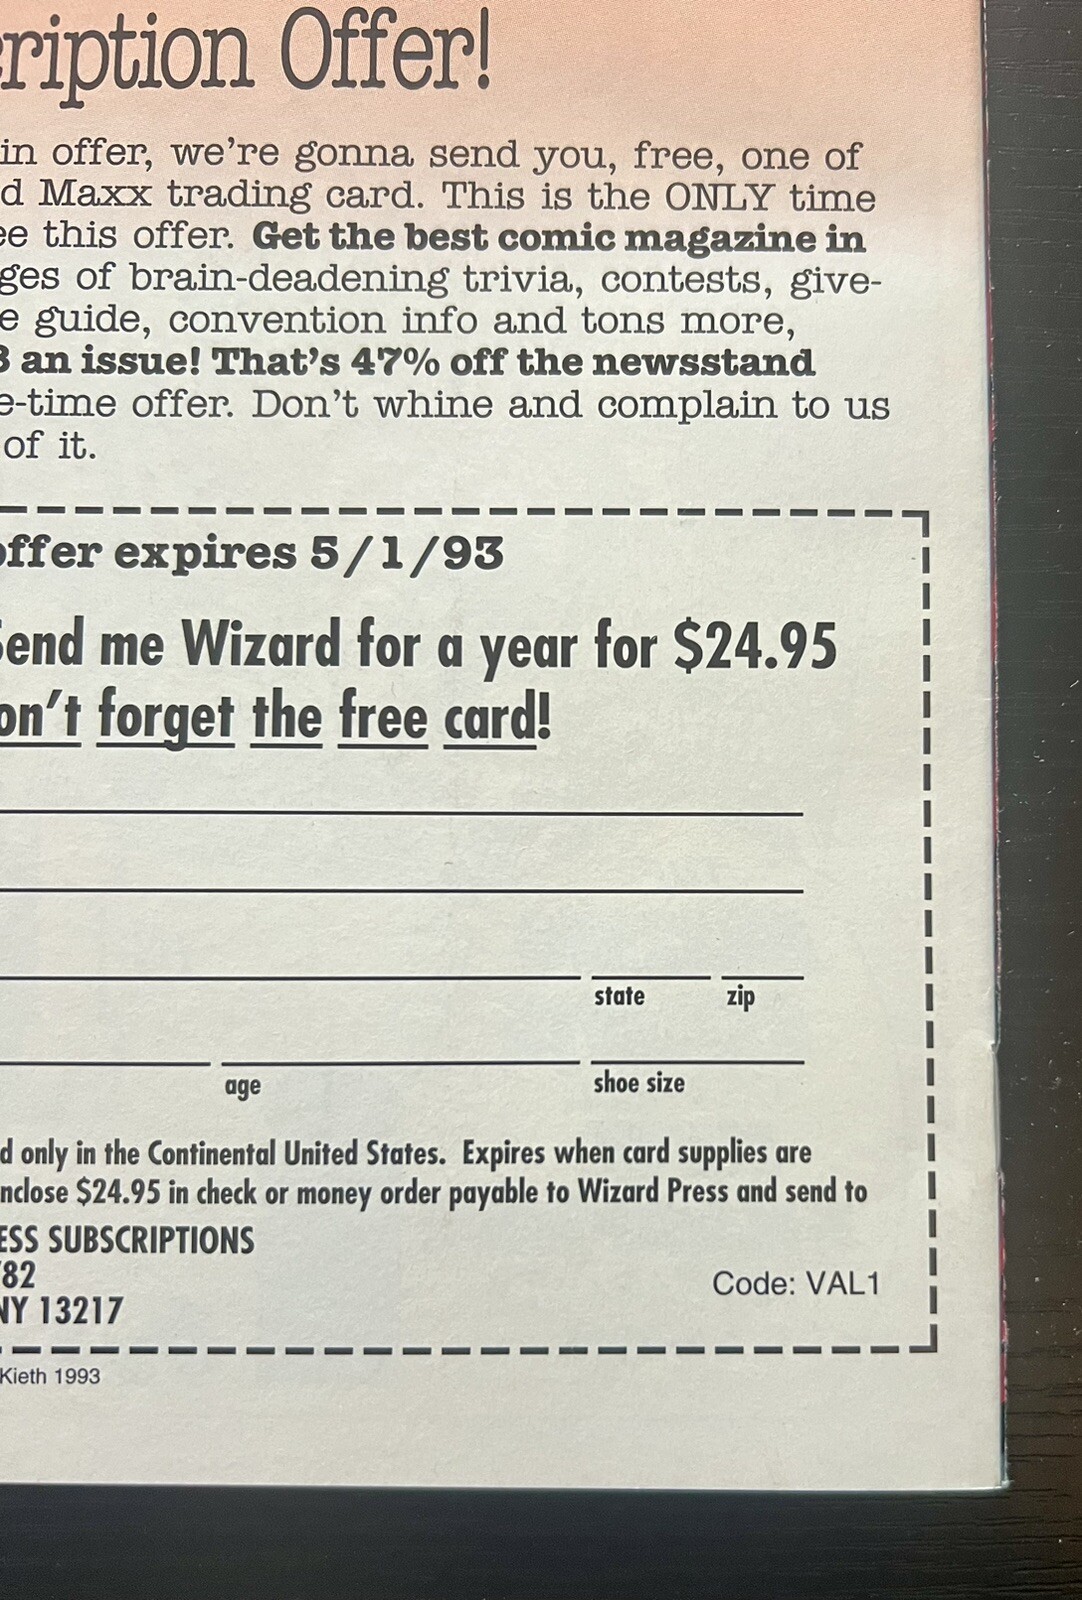 ription Offer!
in offer, we're gonna send you, free, one of
d Maxx trading card. This is the ONLY time
ee this offer. Get the best comic magazine in
ges of brain-deadening trivia, contests, give-
e guide, convention info and tons more,
3 an issue! That's 47% off the newsstand
e-time offer. Don't whine and complain to us
of it.
offer expires 5/1/93
Send me Wizard for a year for $24.95
on't forget the free card!
state zip
age shoe size
d only in the Continental United States. Expires when card supplies are
nclose $24.95 in check or money order payable to Wizard Press and send to
ESS SUBSCRIPTIONS
82
NY 13217
Code: VAL1
Kieth 1993